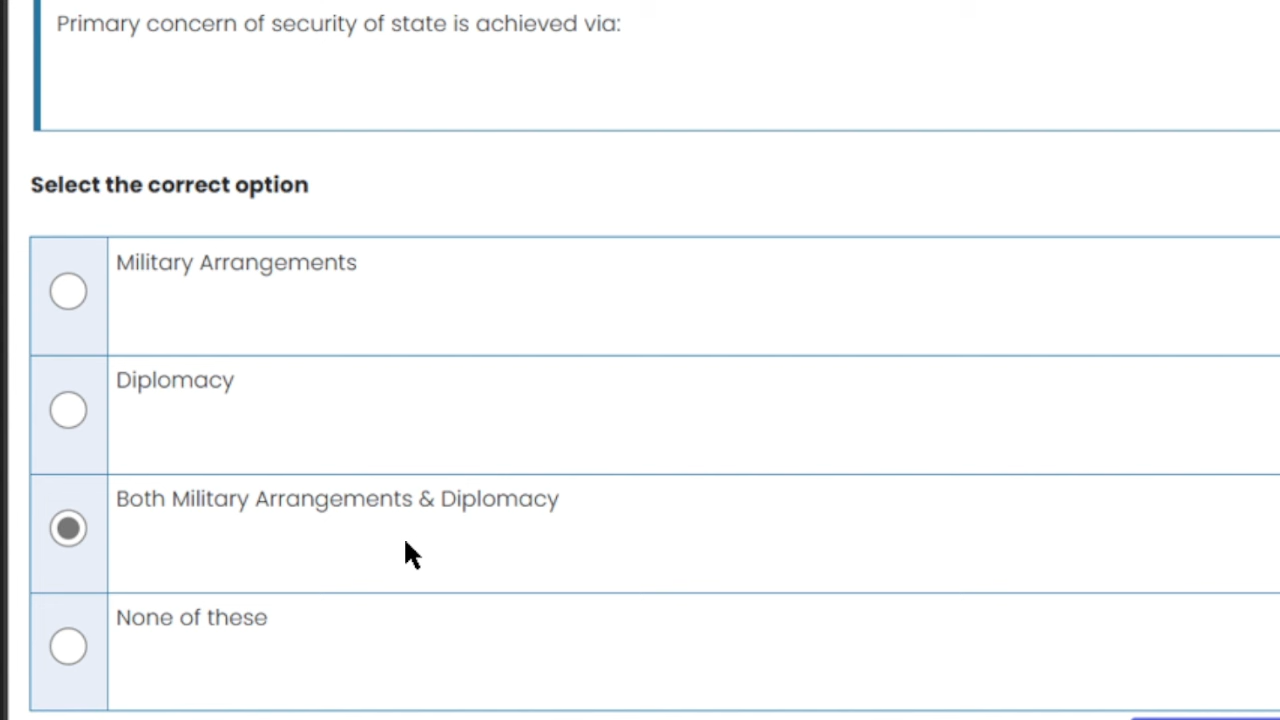 Primary concern of security of state is achieved via:
Select the correct option
Military Arrangements
Diplomacy
Both Military Arrangements & Diplomacy
None of these